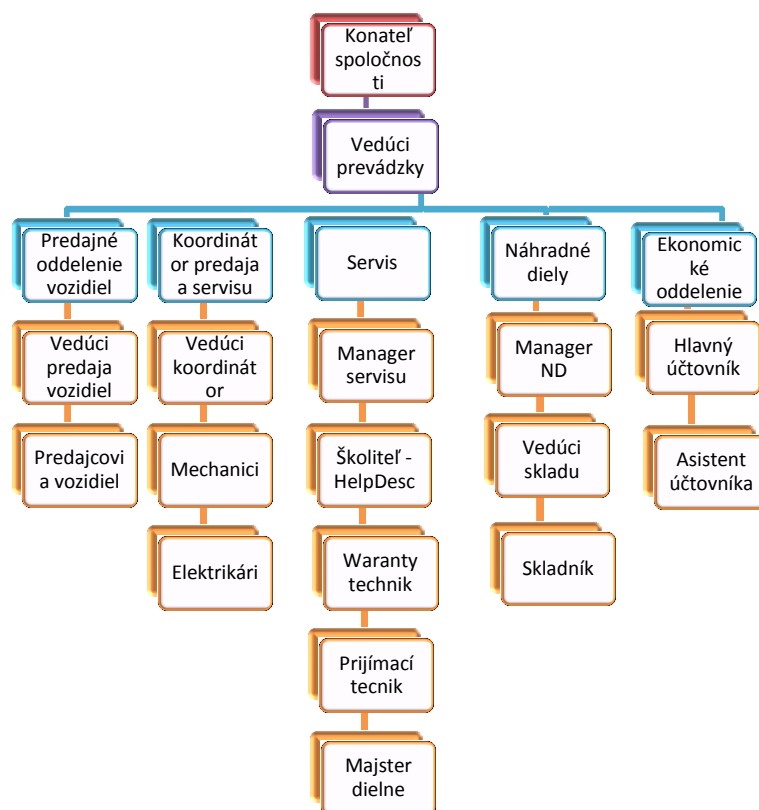 Konateľ
spoločnos
ti
Vedúci
prevádzky
Predajné
oddelenie
vozidiel
Koordinát
or predaja
a servisu
Servis
Náhradné
diely
Ekonomic
ké
oddelenie
Vedúci
predaja
vozidiel
Vedúci
koordinát
or
Manager
servisu
Manager
ND
Hlavný
účtovník
Predajcovi
a vozidiel
Mechanici
Školiteľ -
HelpDesc
Vedúci
skladu
Asistent
účtovníka
Elektrikári
Waranty
technik
Skladník
Prijímací
tecnik
Majster
dielne